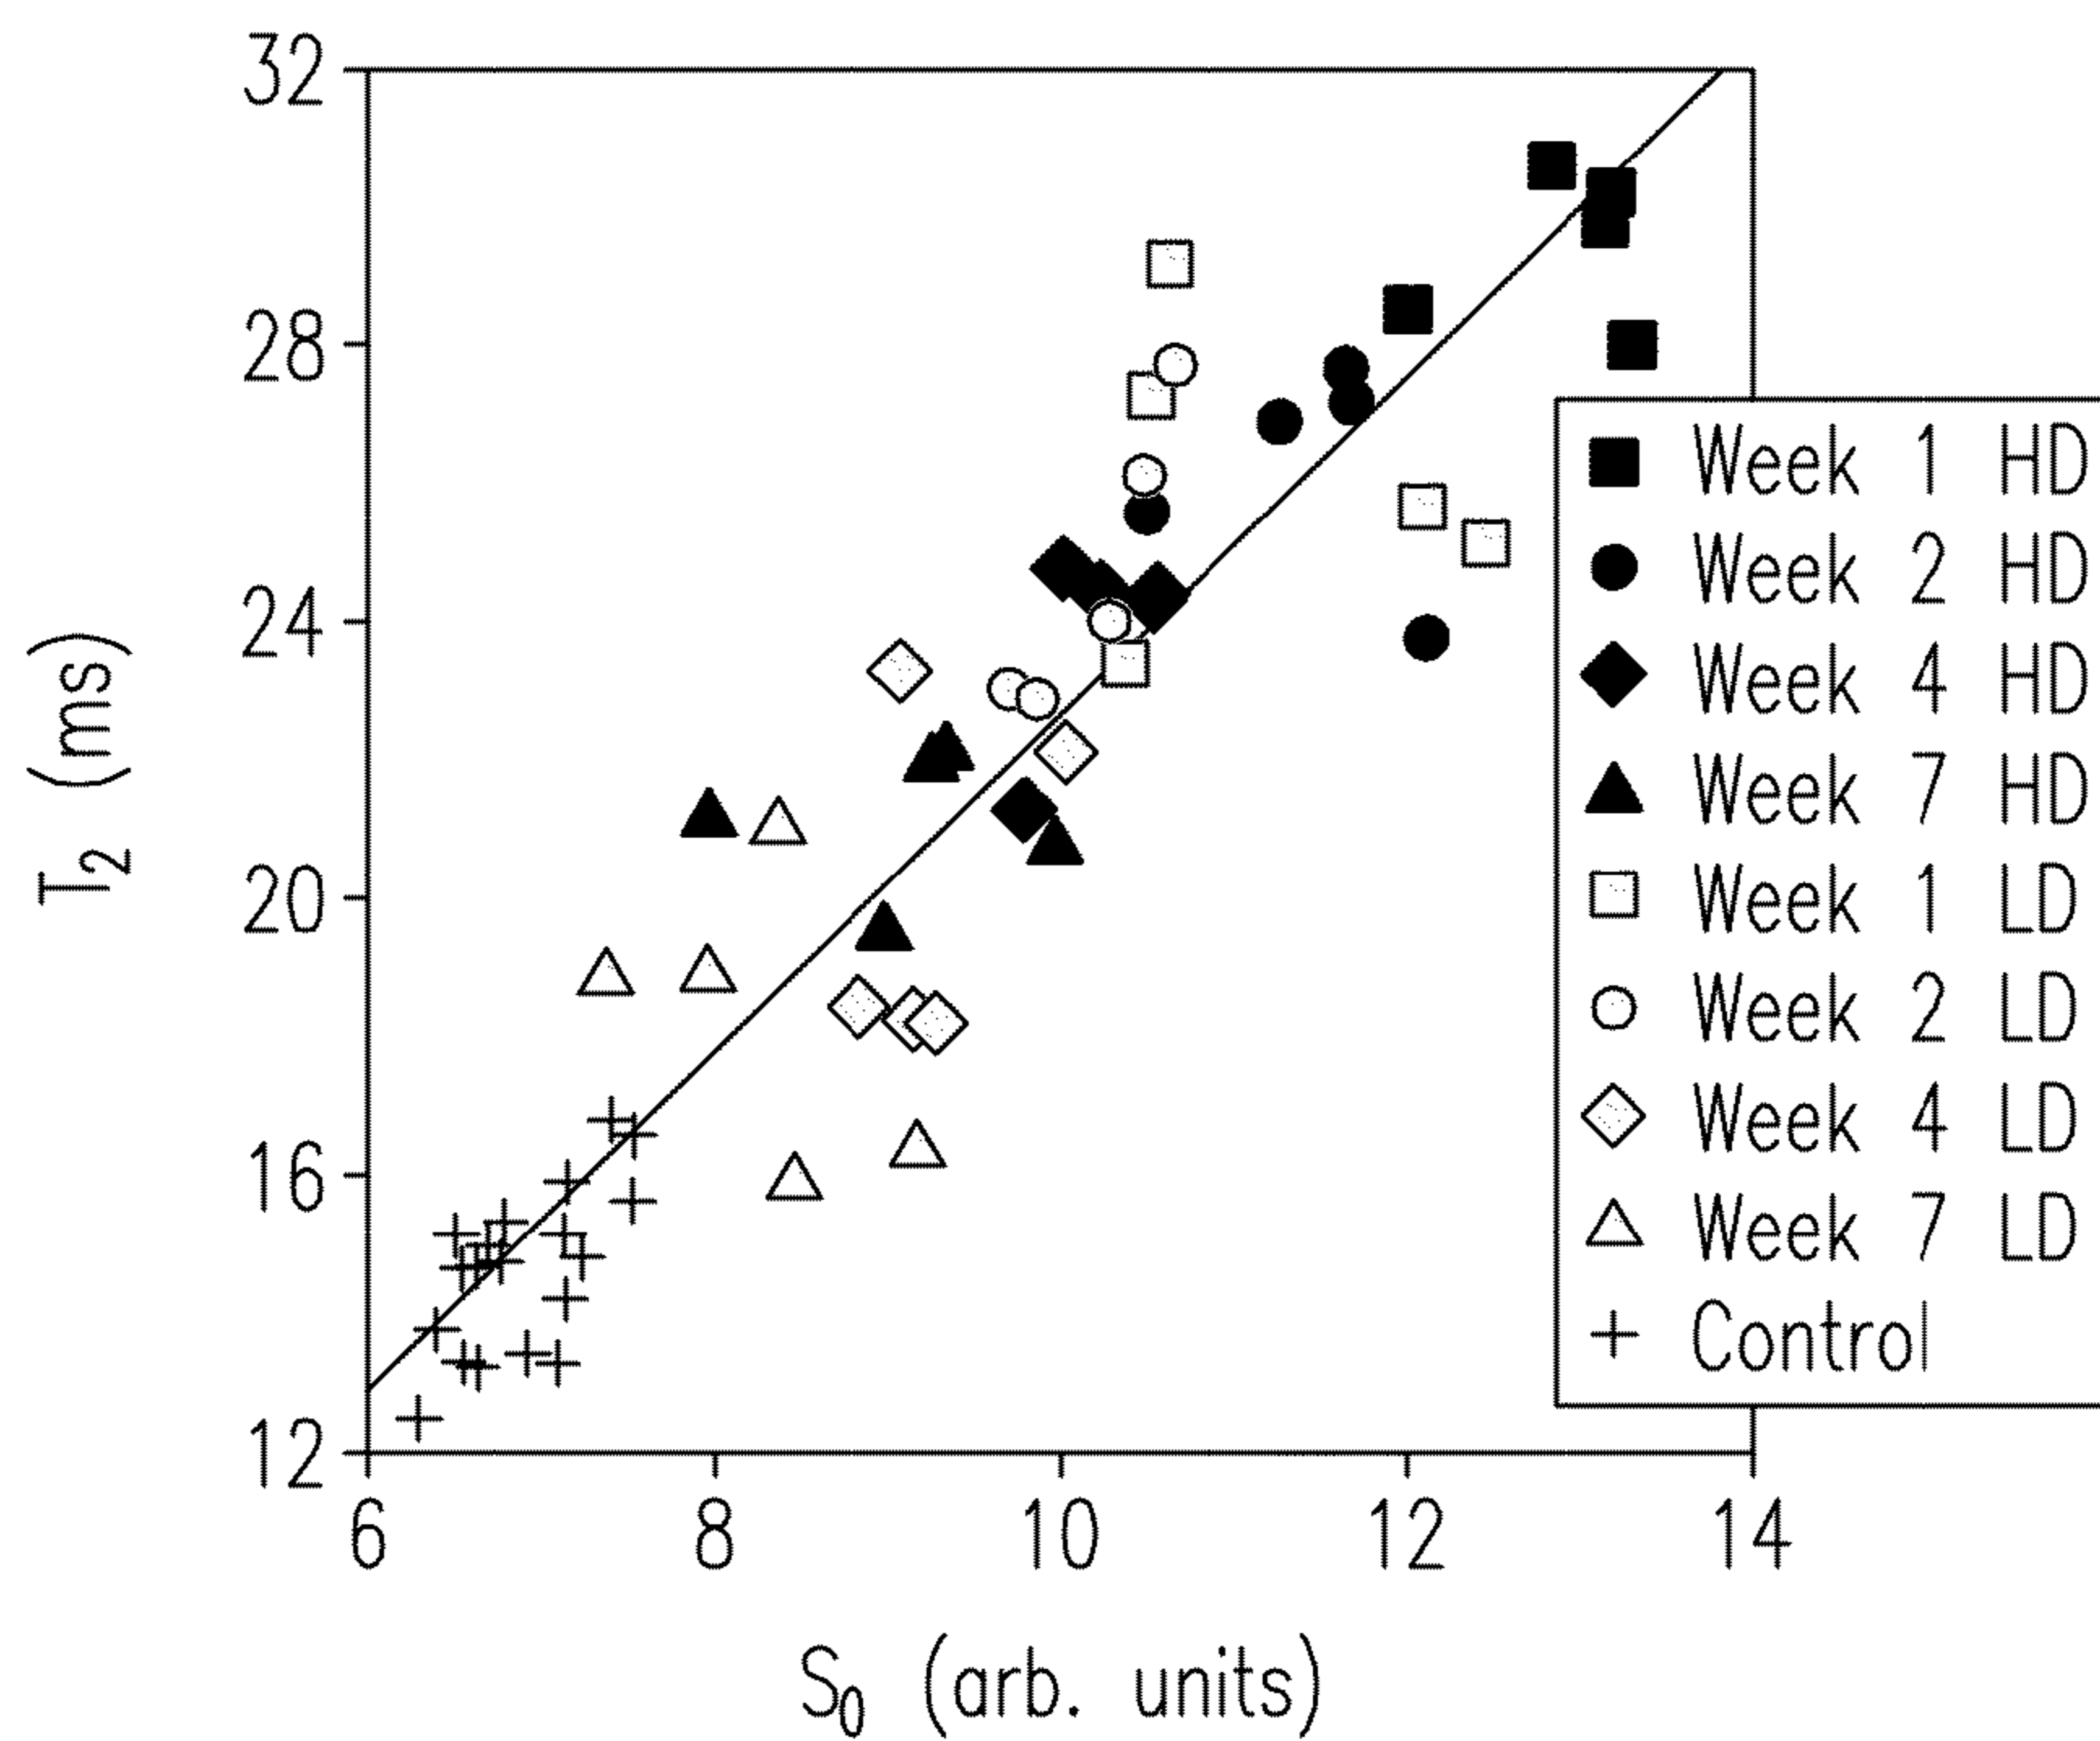 32
28
24
20
16
12
T2 (ms)
6 8 10 12 14
S0 (arb. units)
Week 1 HD
Week 2 HD
Week 4 HD
Week 7 HD
Week 1 LD
Week 2 LD
Week 4 LD
Week 7 LD
Control